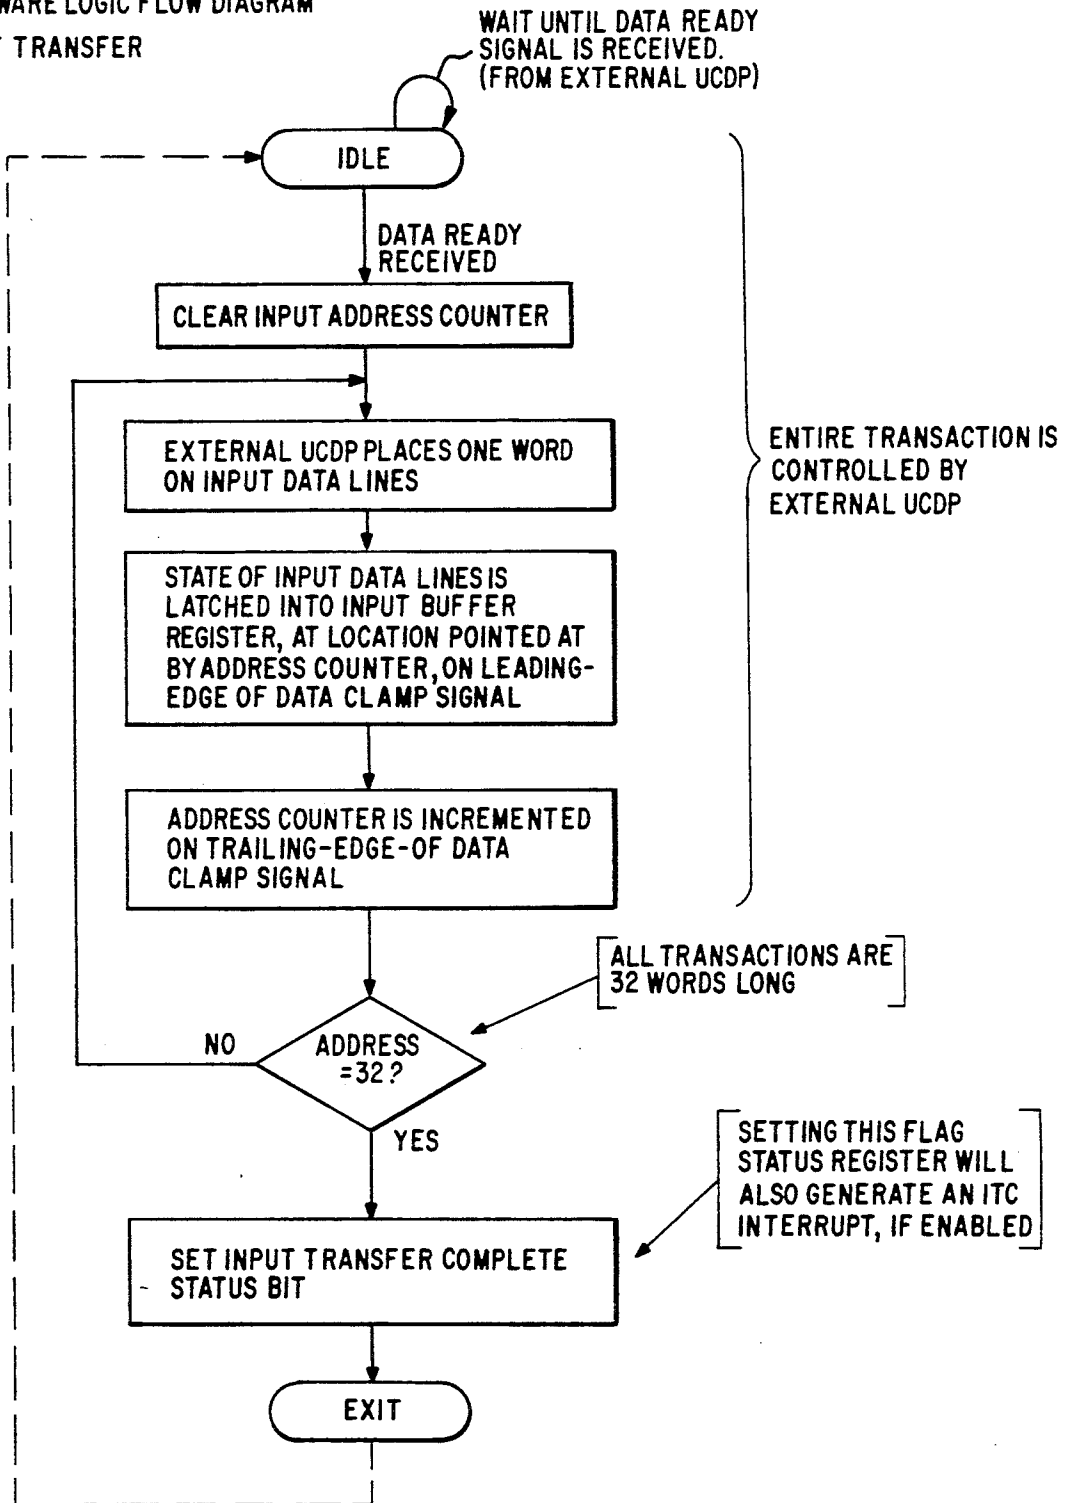 LOGIC FLOW DIAGRAM
TRANSFER
WAIT UNTIL DATA READY
SIGNAL IS RECEIVED.
(FROM EXTERNAL UCDP)
IDLE
DATA READY
RECEIVED
CLEAR INPUT ADDRESS COUNTER
EXTERNAL UCDP PLACES ONE WORD
ON INPUT DATA LINES
ENTIRE TRANSACTION IS
CONTROLLED BY
EXTERNAL UCDP
STATE OF INPUT DATA LINES IS
LATCHED INTO INPUT BUFFER
REGISTER, AT LOCATION POINTED AT
BY ADDRESS COUNTER, ON LEADING-
EDGE OF DATA CLAMP SIGNAL
ADDRESS COUNTER IS INCREMENTED
ON TRAILING-EDGE-OF DATA
CLAMP SIGNAL
[ALL TRANSACTIONS ARE
32 WORDS LONG]
ADDRESS
=32?
NO
YES
[SETTING THIS FLAG
STATUS REGISTER WILL
ALSO GENERATE AN ITC
INTERRUPT, IF ENABLED]
SET INPUT TRANSFER COMPLETE
STATUS BIT
EXIT